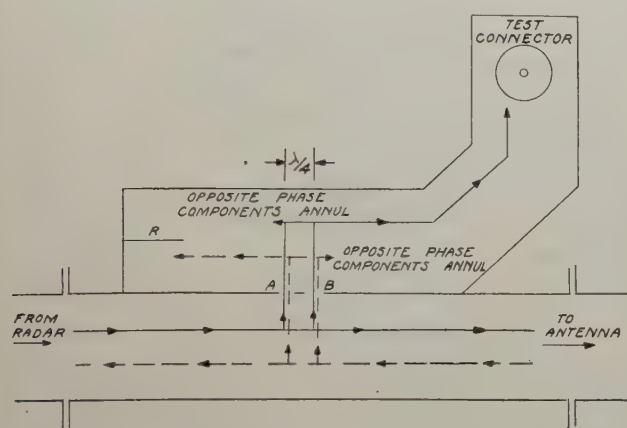 TEST
CONNECTOR
λ/4
OPPOSITE PHASE
COMPONENTS ANNUL
R
OPPOSITE PHASE
COMPONENTS ANNUL
A
B
FROM
RADAR
TO
ANTENNA